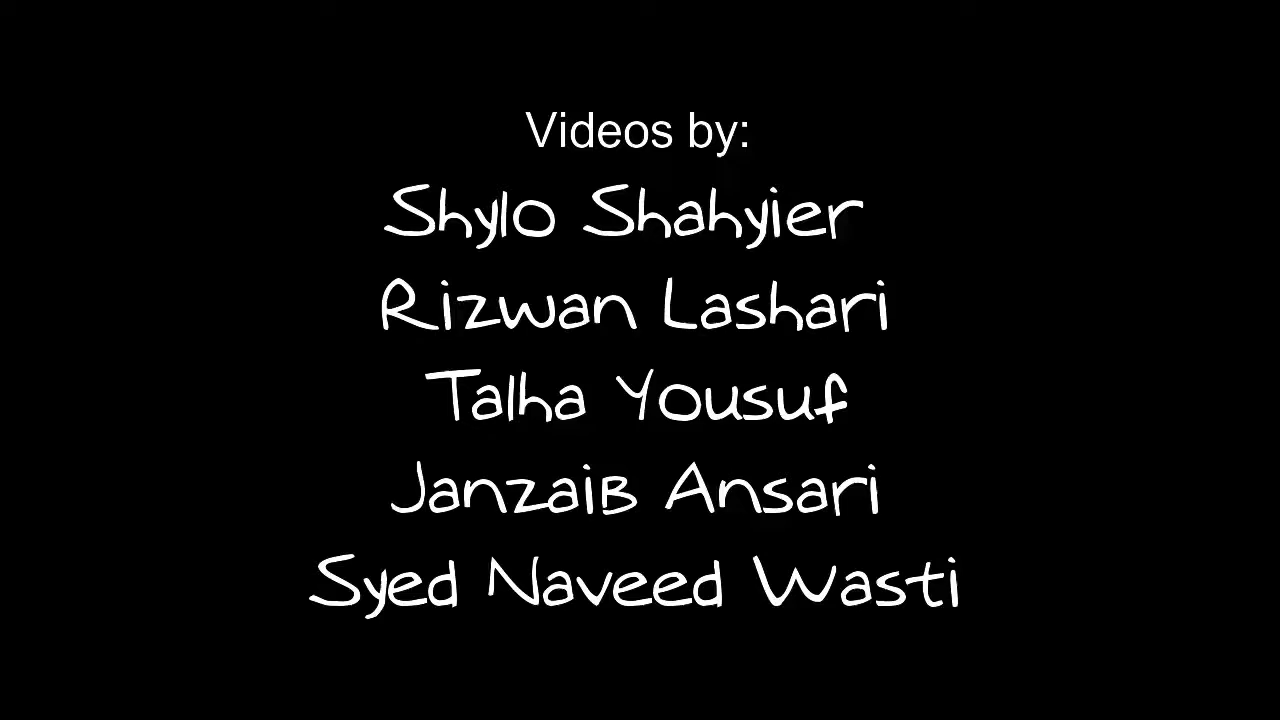 Videos by:
Shylo Shahyier
Rizwan Lashari
Talha Yousuf
Janzaib Ansari
Syed Naveed Wasti